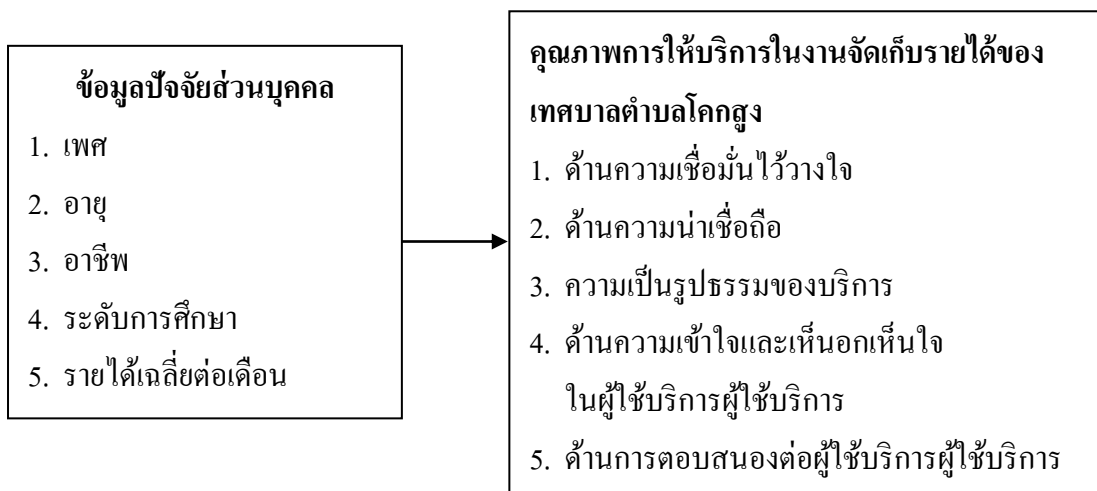 ข้อมูลปัจจัยส่วนบุคคล
1. เพศ
2. อายุ
3. อาชีพ
4. ระดับการศึกษา
5. รายได้เฉลี่ยต่อเดือน
คุณภาพการให้บริการในงานจัดเก็บรายได้ของ
เทศบาลตำบลโคกสูง
1. ด้านความเชื่อมั่นไว้วางใจ
2. ด้านความน่าเชื่อถือ
3. ความเป็นรูปธรรมของบริการ
4. ด้านความเข้าใจและเห็นอกเห็นใจ
ในผู้ใช้บริการผู้ใช้บริการ
5. ด้านการตอบสนองต่อผู้ใช้บริการผู้ใช้บริการ